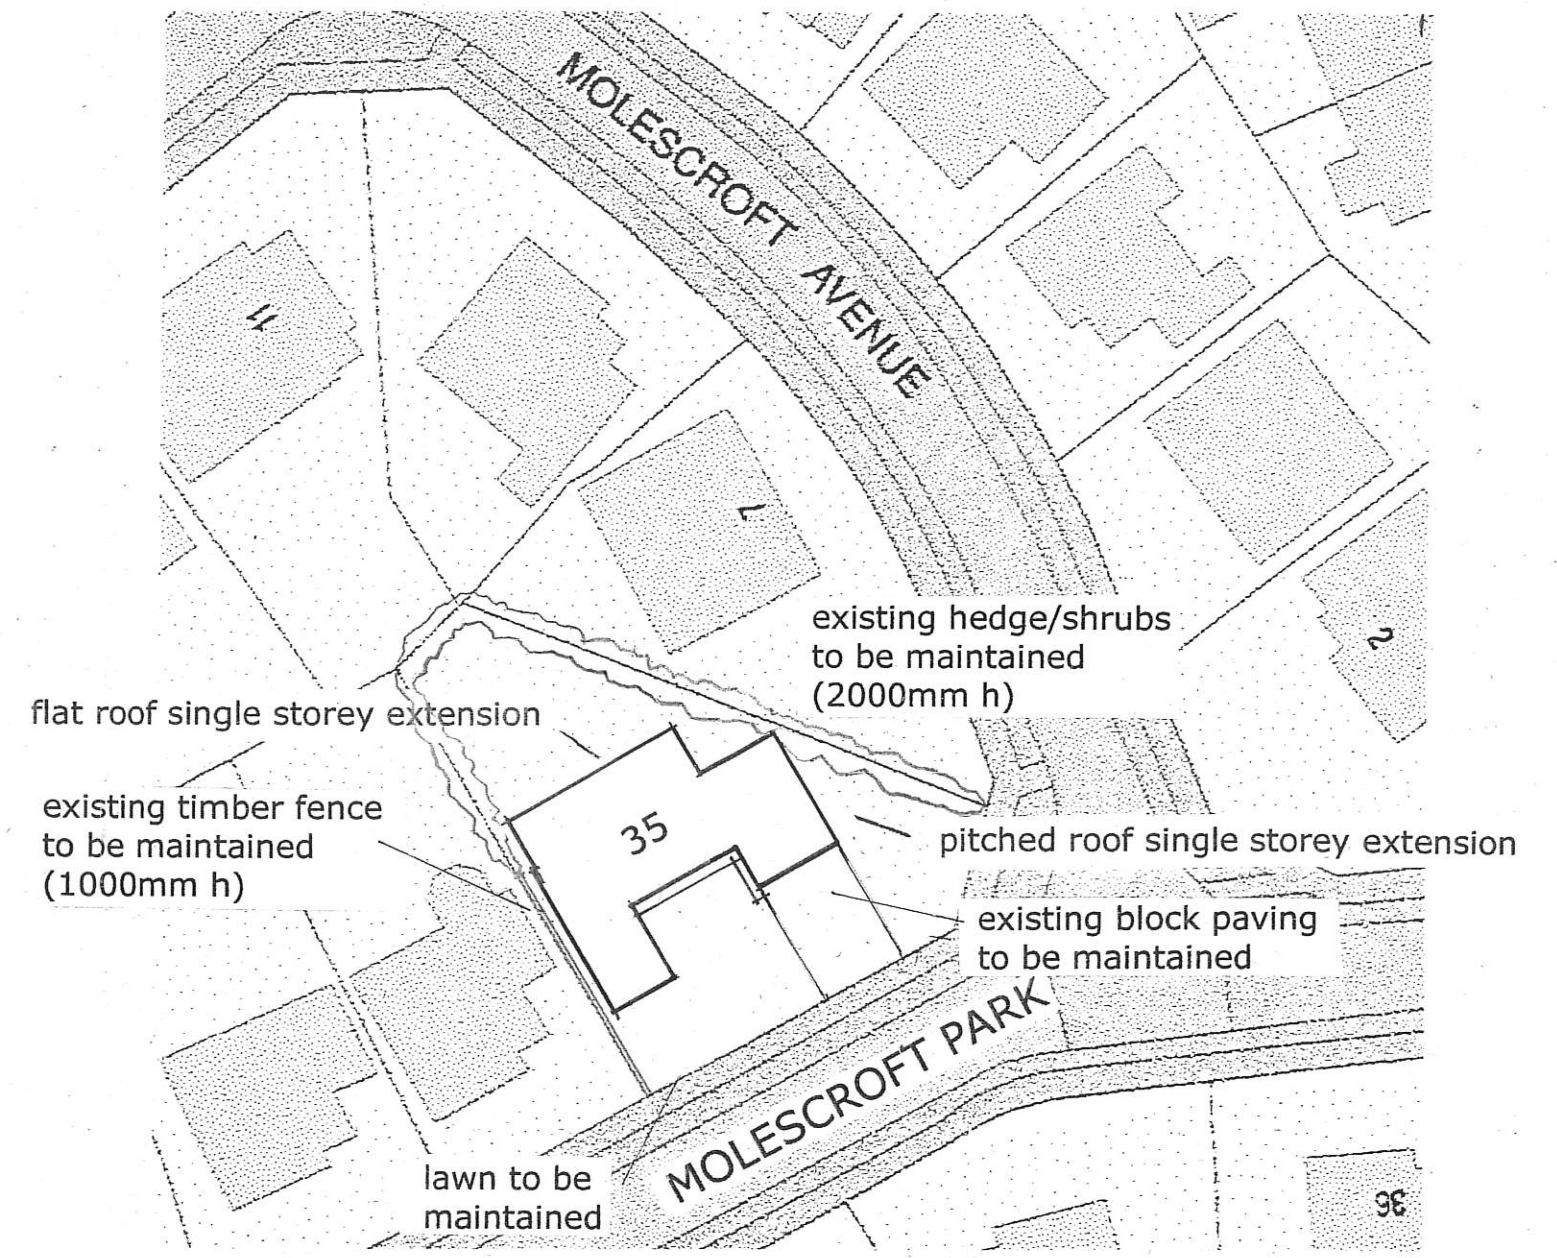 MOLESCROFT AVENUE
11
7
existing hedge/shrubs
to be maintained
(2000mm h)
2
flat roof single storey extension
existing timber fence
to be maintained
(1000mm h)
35
pitched roof single storey extension
existing block paving
to be maintained
MOLESCROFT PARK
lawn to be
maintained
36